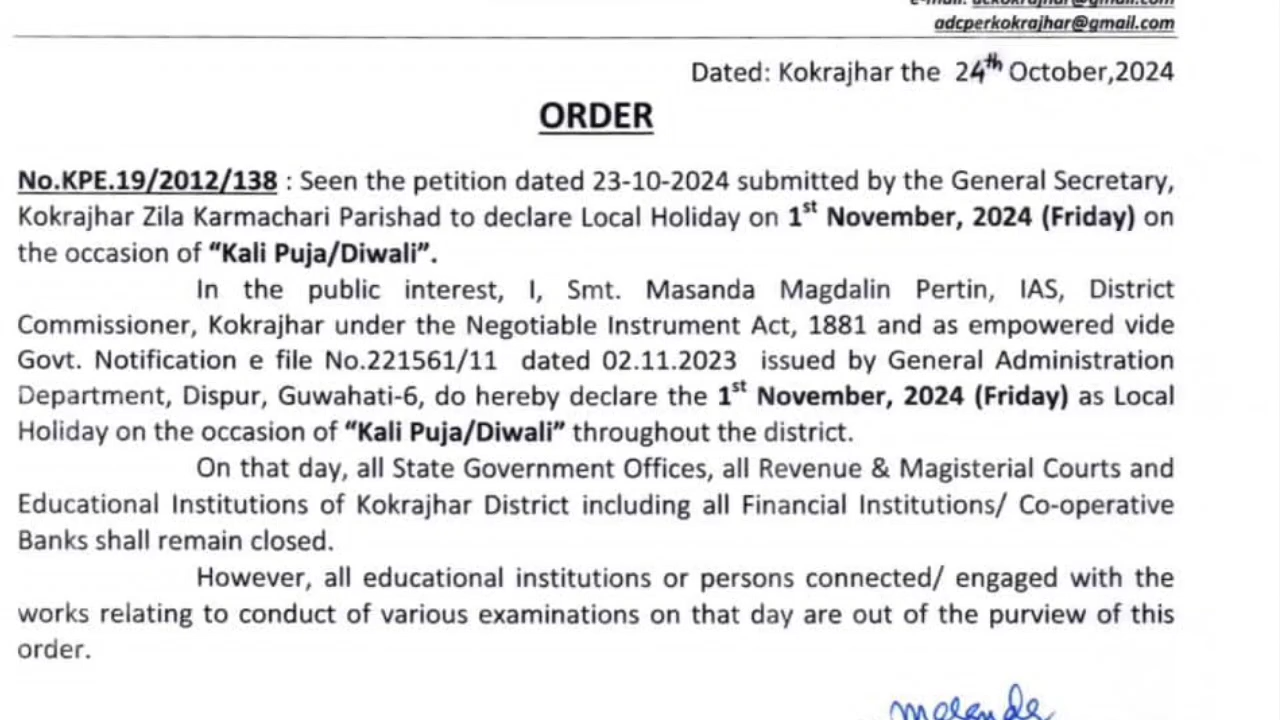 e-mail: dckokrajhar@gmail.com
adcperkokrajhar@gmail.com
Dated: Kokrajhar the 24th October,2024
ORDER
No.KPE.19/2012/138 : Seen the petition dated 23-10-2024 submitted by the General Secretary,
Kokrajhar Zila Karmachari Parishad to declare Local Holiday on 1st November, 2024 (Friday) on
the occasion of “Kali Puja/Diwali”.
In the public interest, I, Smt. Masanda Magdalin Pertin, IAS, District
Commissioner, Kokrajhar under the Negotiable Instrument Act, 1881 and as empowered vide
Govt. Notification e file No.221561/11 dated 02.11.2023 issued by General Administration
Department, Dispur, Guwahati-6, do hereby declare the 1st November, 2024 (Friday) as Local
Holiday on the occasion of “Kali Puja/Diwali” throughout the district.
On that day, all State Government Offices, all Revenue & Magisterial Courts and
Educational Institutions of Kokrajhar District including all Financial Institutions/ Co-operative
Banks shall remain closed.
However, all educational institutions or persons connected/ engaged with the
works relating to conduct of various examinations on that day are out of the purview of this
order.